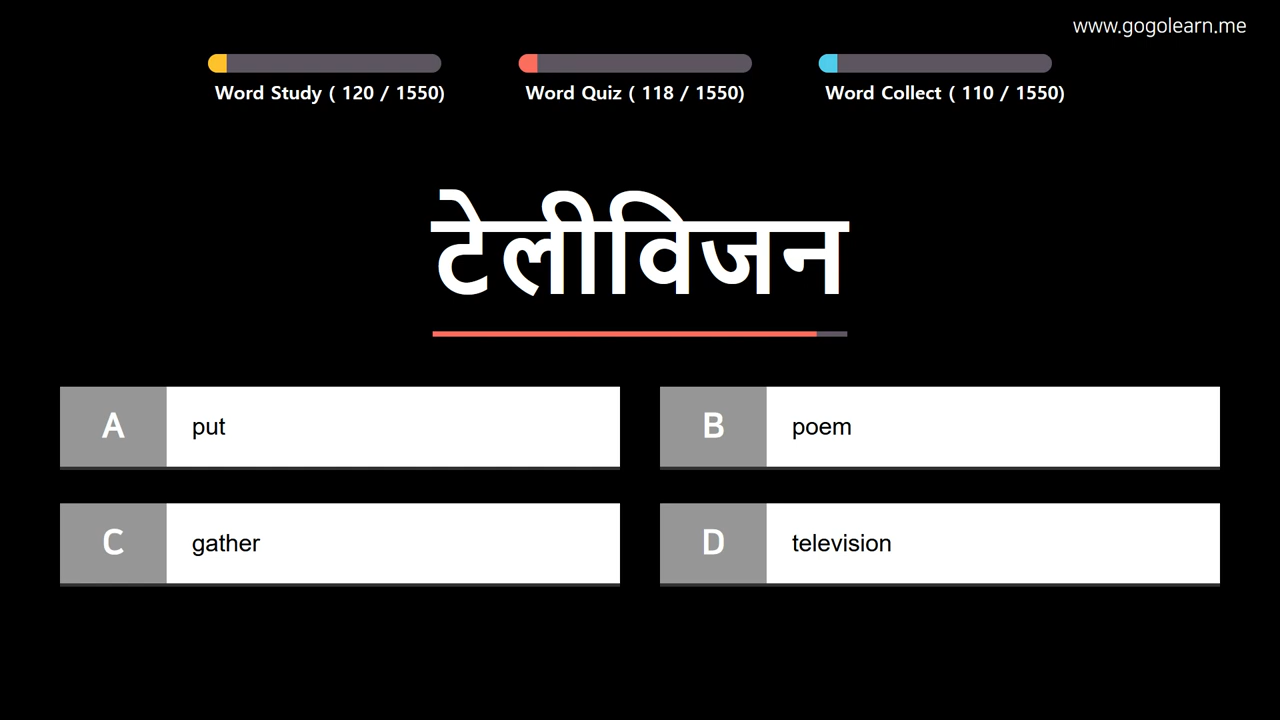 www.gogolearn.me
Word Study ( 120 / 1550)
Word Quiz ( 118 / 1550)
Word Collect ( 110 / 1550)
टेलीविजन
A put
B poem
C gather
D television